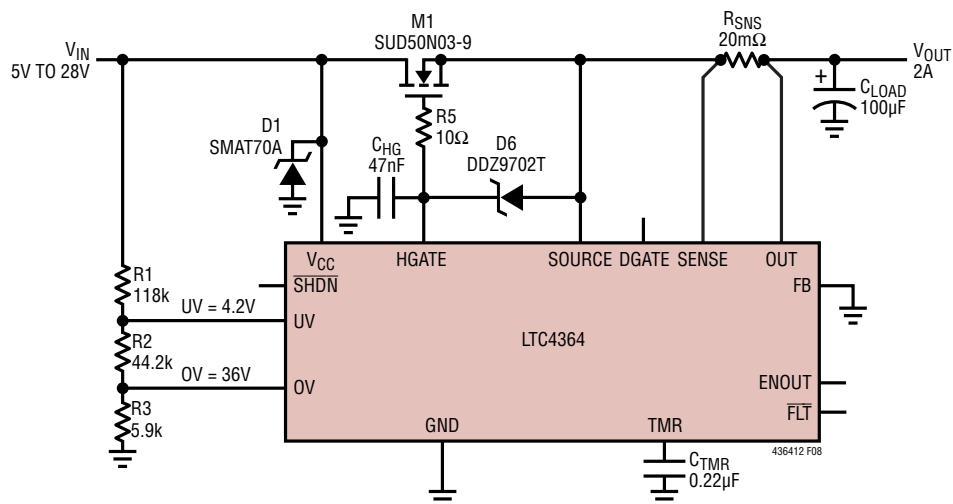 M1
SUD50N03-9
RSNS
20mΩ
VIN
5V TO 28V
VOUT
2A
+
CLOAD
100µF
R5
10Ω
D1
SMAT70A
CHG
47nF
D6
DDZ9702T
VCC
HGATE
SOURCE
DGATE
SENSE
OUT
SHDN
FB
R1
118k
UV = 4.2V
UV
R2
44.2k
LTC4364
OV = 36V
OV
ENOUT
FLT
R3
5.9k
GND
TMR
436412 F08
CTMR
0.22µF